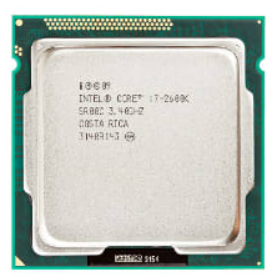 INTEL® CORE™ i7-2600K
SR00C 3.40GHZ
COSTA RICA